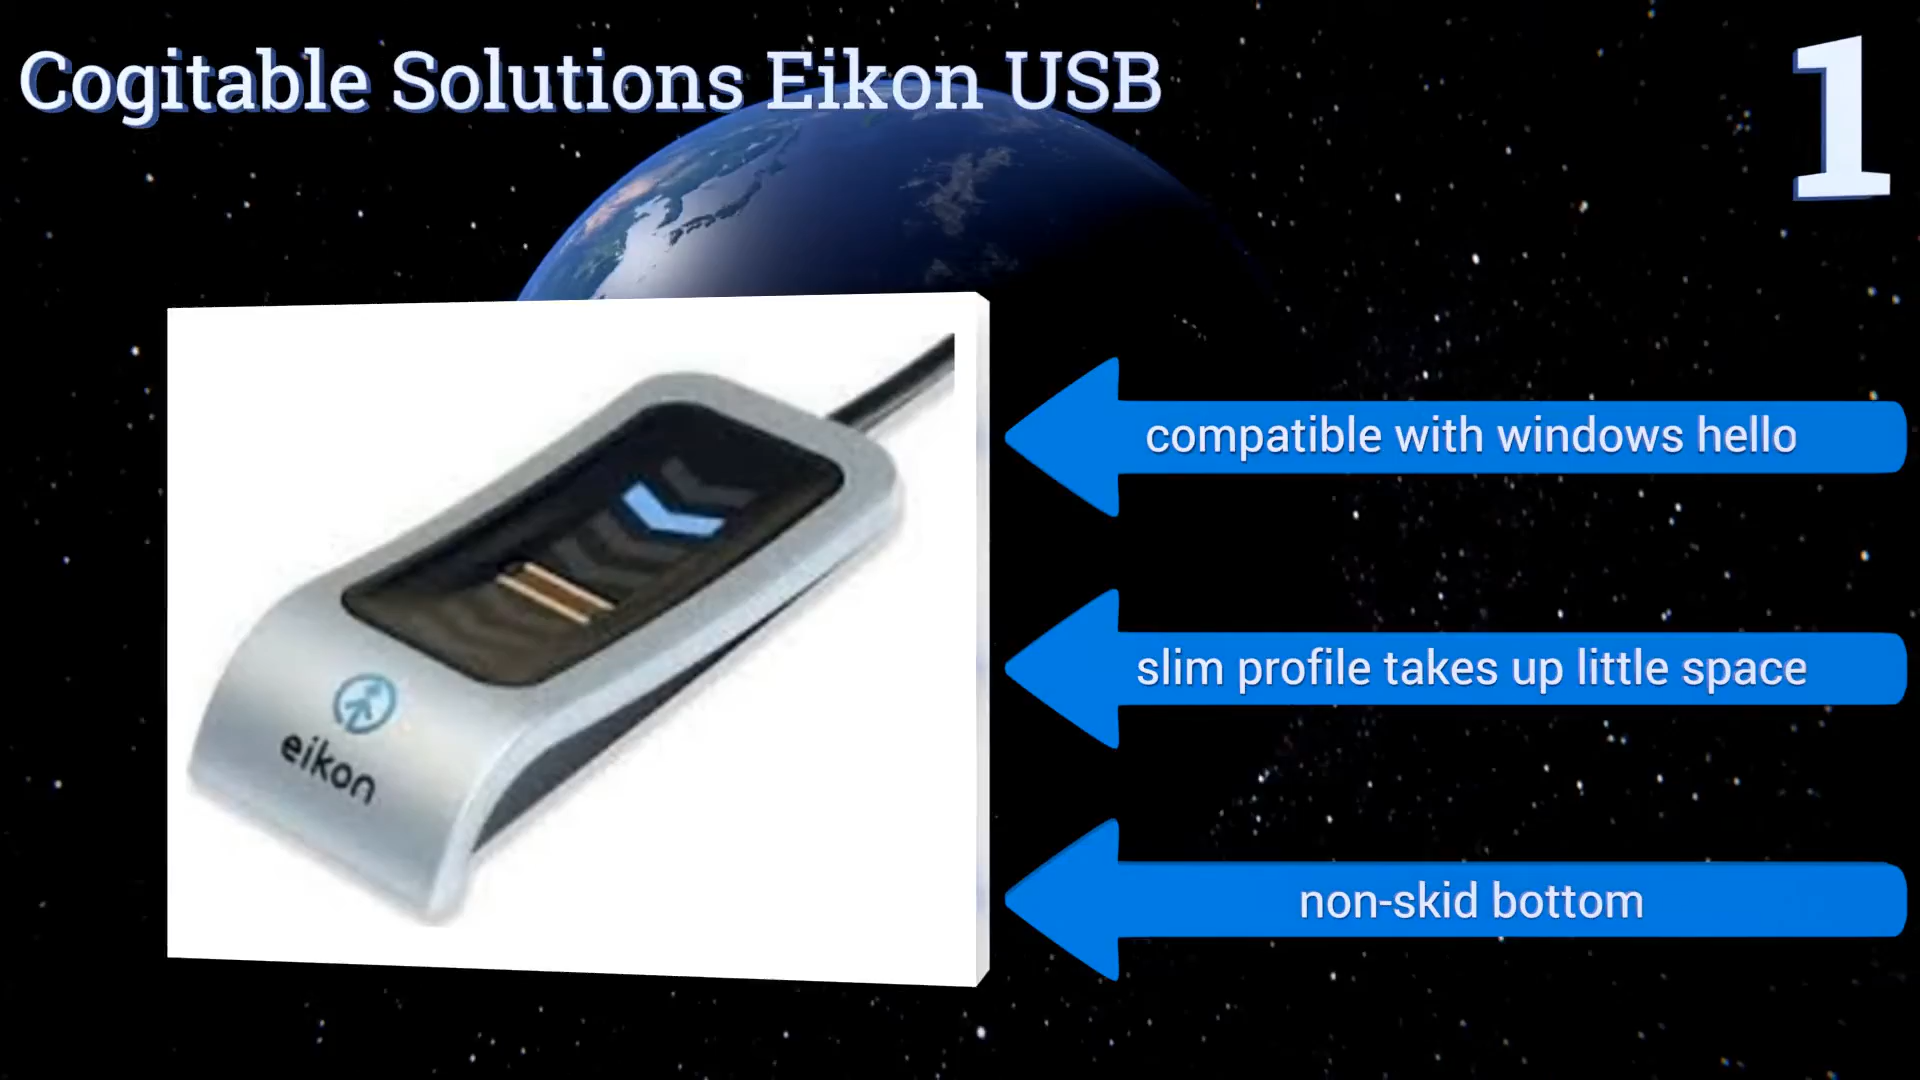 Cogitable Solutions Eikon USB
1
compatible with windows hello
slim profile takes up little space
non-skid bottom
eikon